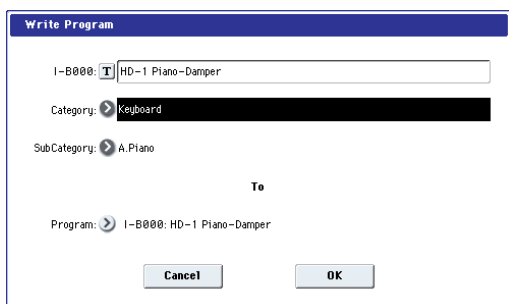 Write Program
I-B000: T HD-1 Piano-Damper
Category: Keyboard
SubCategory: A.Piano
To
Program: I-B000: HD-1 Piano-Damper
Cancel OK